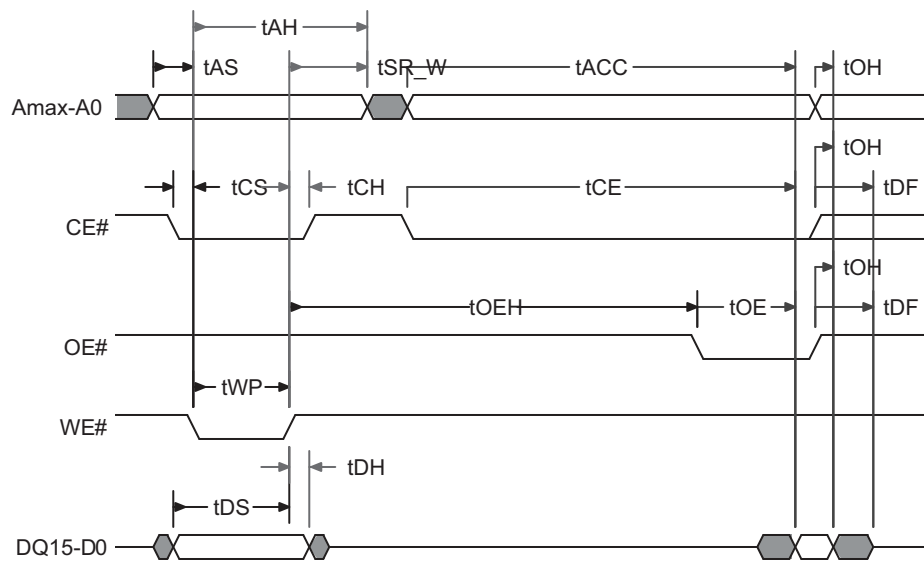 tAH
tAS
tSR_W
tACC
tOH
Amax-A0
tOH
tCS
tCH
tCE
tDF
CE#
tOH
tOEH
tOE
tDF
OE#
tWP
WE#
tDH
tDS
DQ15-D0